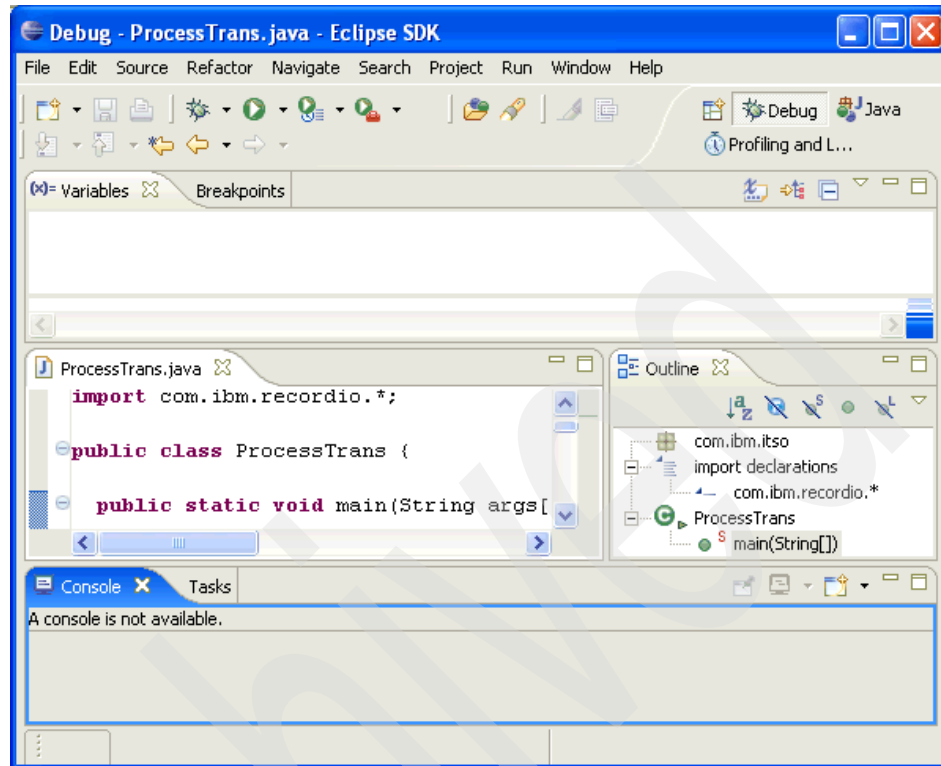 Debug - ProcessTrans.java - Eclipse SDK
File Edit Source Refactor Navigate Search Project Run Window Help
Debug Java
Profiling and L...
(x)= Variables Breakpoints
ProcessTrans.java
import com.ibm.recordio.*;
public class ProcessTrans {
public static void main(String args[
Outline
com.ibm.itso
import declarations
com.ibm.recordio.*
ProcessTrans
main(String[])
Console Tasks
A console is not available.